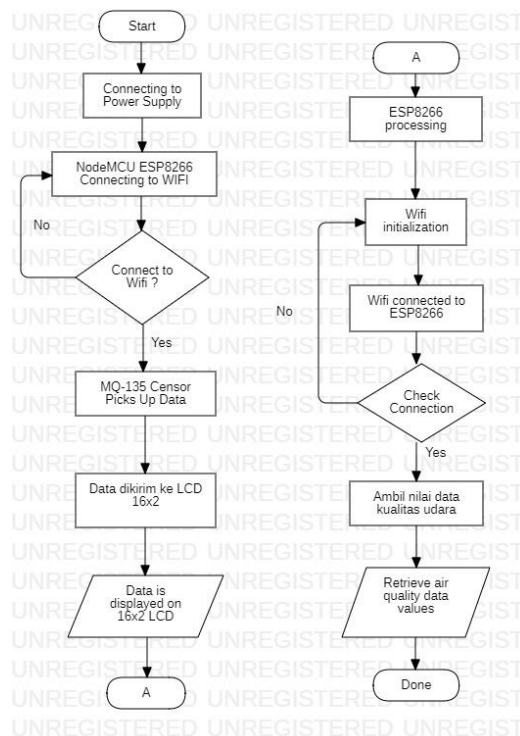 Start
Connecting to
Power Supply
NodeMCU ESP8266
Connecting to WIFI
No
Connect to
Wifi ?
Yes
MQ-135 Censor
Picks Up Data
Data dikirim ke LCD
16x2
Data is
displayed on
16x2 LCD
A
A
ESP8266
processing
Wifi
initialization
No
Wifi connected to
ESP8266
Check
Connection
Yes
Ambil nilai data
kualitas udara
Retrieve air
quality data
values
Done